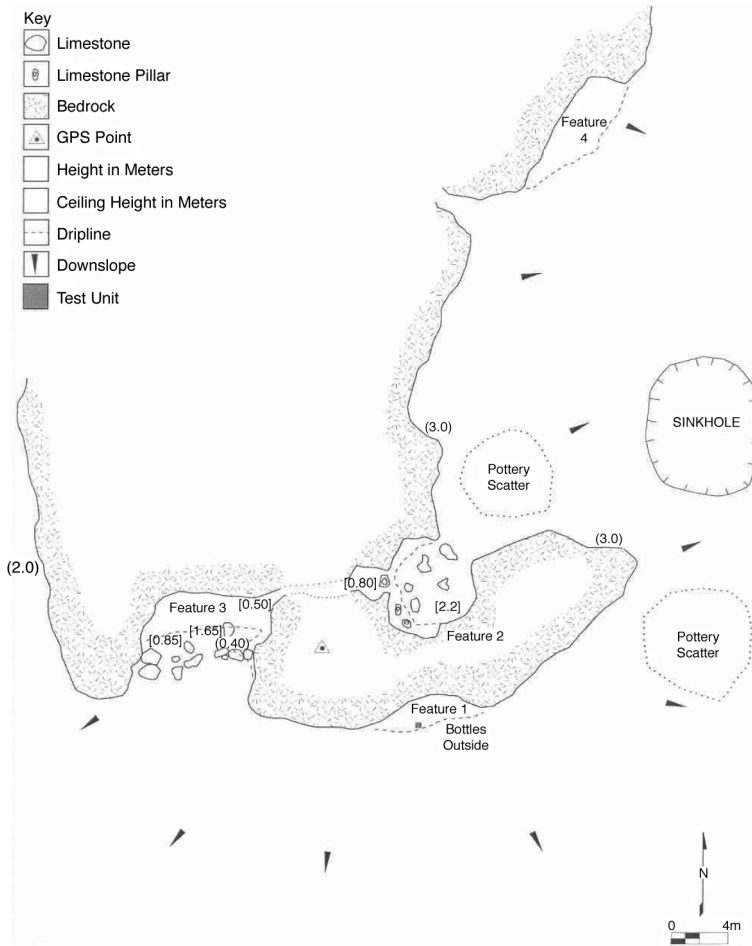 Key
Limestone
Limestone Pillar
Bedrock
GPS Point
Height in Meters
Ceiling Height in Meters
Dripline
Downslope
Test Unit
Feature
4
(3.0)
SINKHOLE
Pottery
Scatter
(3.0)
(2.0)
[0.80]
Feature 3
[0.50]
[2.2]
[1.65]
[0.85]
(0.40)
Feature 2
Pottery
Scatter
Feature 1
Bottles
Outside
N
0
4m